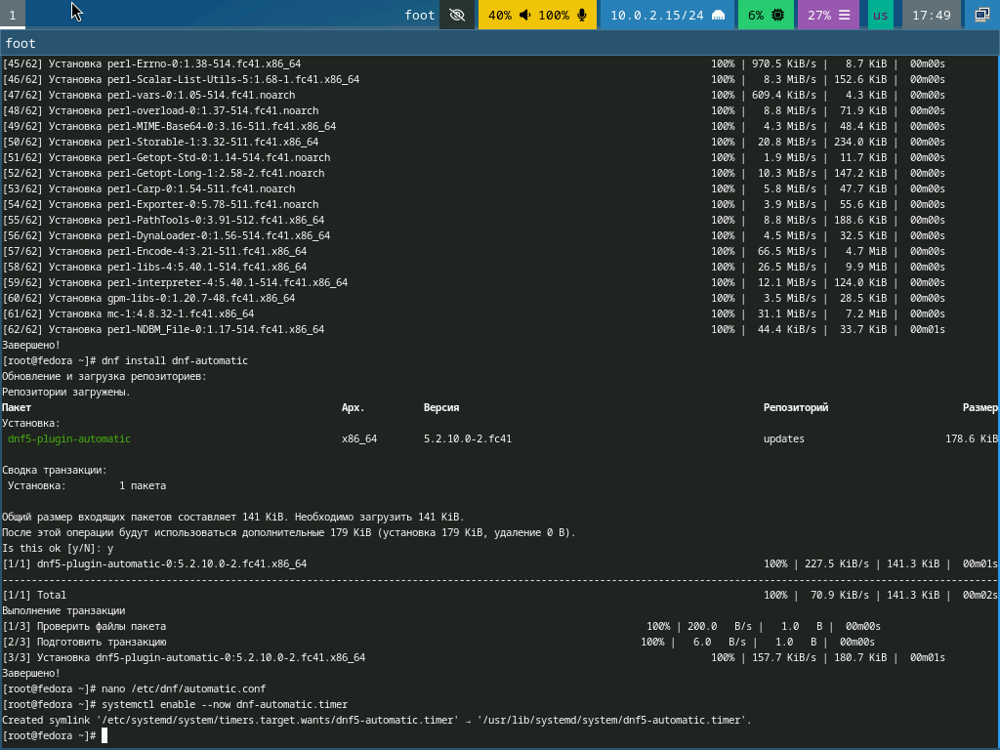 1 foot 40% 100% 10.0.2.15/24 6% 27% us 17:49
foot
[45/62] Установка perl-Errno-0:1.38-514.fc41.x86_64 100% | 970.5 KiB/s | 8.7 KiB | 00m00s
[46/62] Установка perl-Scalar-List-Utils-5:1.68-1.fc41.x86_64 100% | 8.3 MiB/s | 152.6 KiB | 00m00s
[47/62] Установка perl-vars-0:1.05-514.fc41.noarch 100% | 609.4 KiB/s | 4.3 KiB | 00m00s
[48/62] Установка perl-overload-0:1.37-514.fc41.noarch 100% | 8.8 MiB/s | 71.9 KiB | 00m00s
[49/62] Установка perl-MIME-Base64-0:3.16-511.fc41.x86_64 100% | 4.3 MiB/s | 48.4 KiB | 00m00s
[50/62] Установка perl-Storable-1:3.32-511.fc41.x86_64 100% | 20.8 MiB/s | 234.0 KiB | 00m00s
[51/62] Установка perl-Getopt-Std-0:1.14-514.fc41.noarch 100% | 1.9 MiB/s | 11.7 KiB | 00m00s
[52/62] Установка perl-Getopt-Long-1:2.58-2.fc41.noarch 100% | 10.3 MiB/s | 147.2 KiB | 00m00s
[53/62] Установка perl-Carp-0:1.54-511.fc41.noarch 100% | 5.8 MiB/s | 47.7 KiB | 00m00s
[54/62] Установка perl-Exporter-0:5.78-511.fc41.noarch 100% | 3.9 MiB/s | 55.6 KiB | 00m00s
[55/62] Установка perl-PathTools-0:3.91-512.fc41.x86_64 100% | 8.8 MiB/s | 188.6 KiB | 00m00s
[56/62] Установка perl-DynaLoader-0:1.56-514.fc41.x86_64 100% | 4.5 MiB/s | 32.5 KiB | 00m00s
[57/62] Установка perl-Encode-4:3.21-511.fc41.x86_64 100% | 66.5 MiB/s | 4.7 MiB | 00m00s
[58/62] Установка perl-libs-4:5.40.1-514.fc41.x86_64 100% | 26.5 MiB/s | 9.9 MiB | 00m00s
[59/62] Установка perl-interpreter-4:5.40.1-514.fc41.x86_64 100% | 12.1 MiB/s | 124.0 KiB | 00m00s
[60/62] Установка gpm-libs-0:1.20.7-48.fc41.x86_64 100% | 3.5 MiB/s | 28.5 KiB | 00m00s
[61/62] Установка mc-1:4.8.32-1.fc41.x86_64 100% | 31.1 MiB/s | 7.2 MiB | 00m00s
[62/62] Установка perl-NDBM_File-0:1.17-514.fc41.x86_64 100% | 44.4 KiB/s | 33.7 KiB | 00m01s
Завершено!
[root@fedora ~]# dnf install dnf-automatic
Обновление и загрузка репозиториев:
Репозитории загружены.
Пакет Арх. Версия Репозиторий Размер
Установка:
dnf5-plugin-automatic x86_64 5.2.10.0-2.fc41 updates 178.6 KiB
Сводка транзакции:
Установка: 1 пакета
Общий размер входящих пакетов составляет 141 KiB. Необходимо загрузить 141 KiB.
После этой операции будут использоваться дополнительные 179 KiB (установка 179 KiB, удаление 0 B).
Is this ok [y/N]: y
[1/1] dnf5-plugin-automatic-0:5.2.10.0-2.fc41.x86_64 100% | 227.5 KiB/s | 141.3 KiB | 00m01s
--------------------------------------------------------------------------------
[1/1] Total 100% | 70.9 KiB/s | 141.3 KiB | 00m02s
Выполнение транзакции
[1/3] Проверить файлы пакета 100% | 200.0 B/s | 1.0 B | 00m00s
[2/3] Подготовить транзакцию 100% | 6.0 B/s | 1.0 B | 00m00s
[3/3] Установка dnf5-plugin-automatic-0:5.2.10.0-2.fc41.x86_64 100% | 157.7 KiB/s | 180.7 KiB | 00m01s
Завершено!
[root@fedora ~]# nano /etc/dnf/automatic.conf
[root@fedora ~]# systemctl enable --now dnf-automatic.timer
Created symlink '/etc/systemd/system/timers.target.wants/dnf5-automatic.timer' → '/usr/lib/systemd/system/dnf5-automatic.timer'.
[root@fedora ~]#